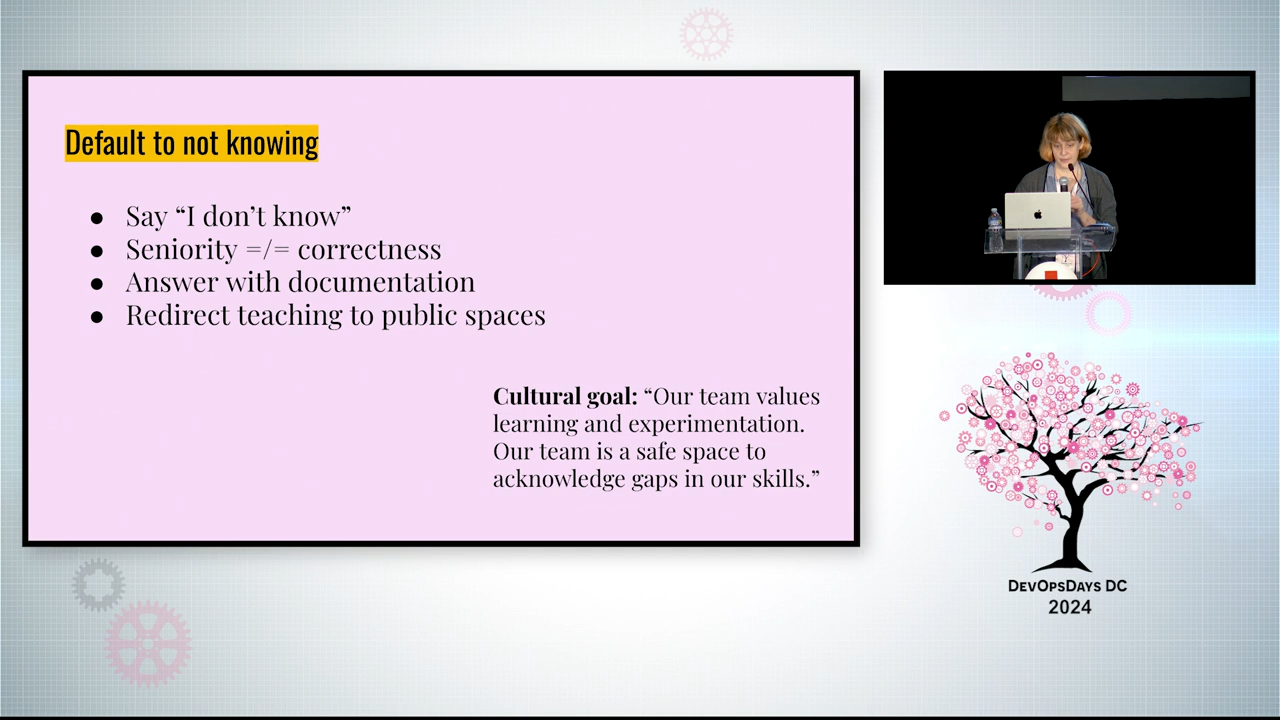 Default to not knowing
● Say “I don’t know”
● Seniority =/= correctness
● Answer with documentation
● Redirect teaching to public spaces
Cultural goal: “Our team values
learning and experimentation.
Our team is a safe space to
acknowledge gaps in our skills.”
DevOpsDays DC
2024